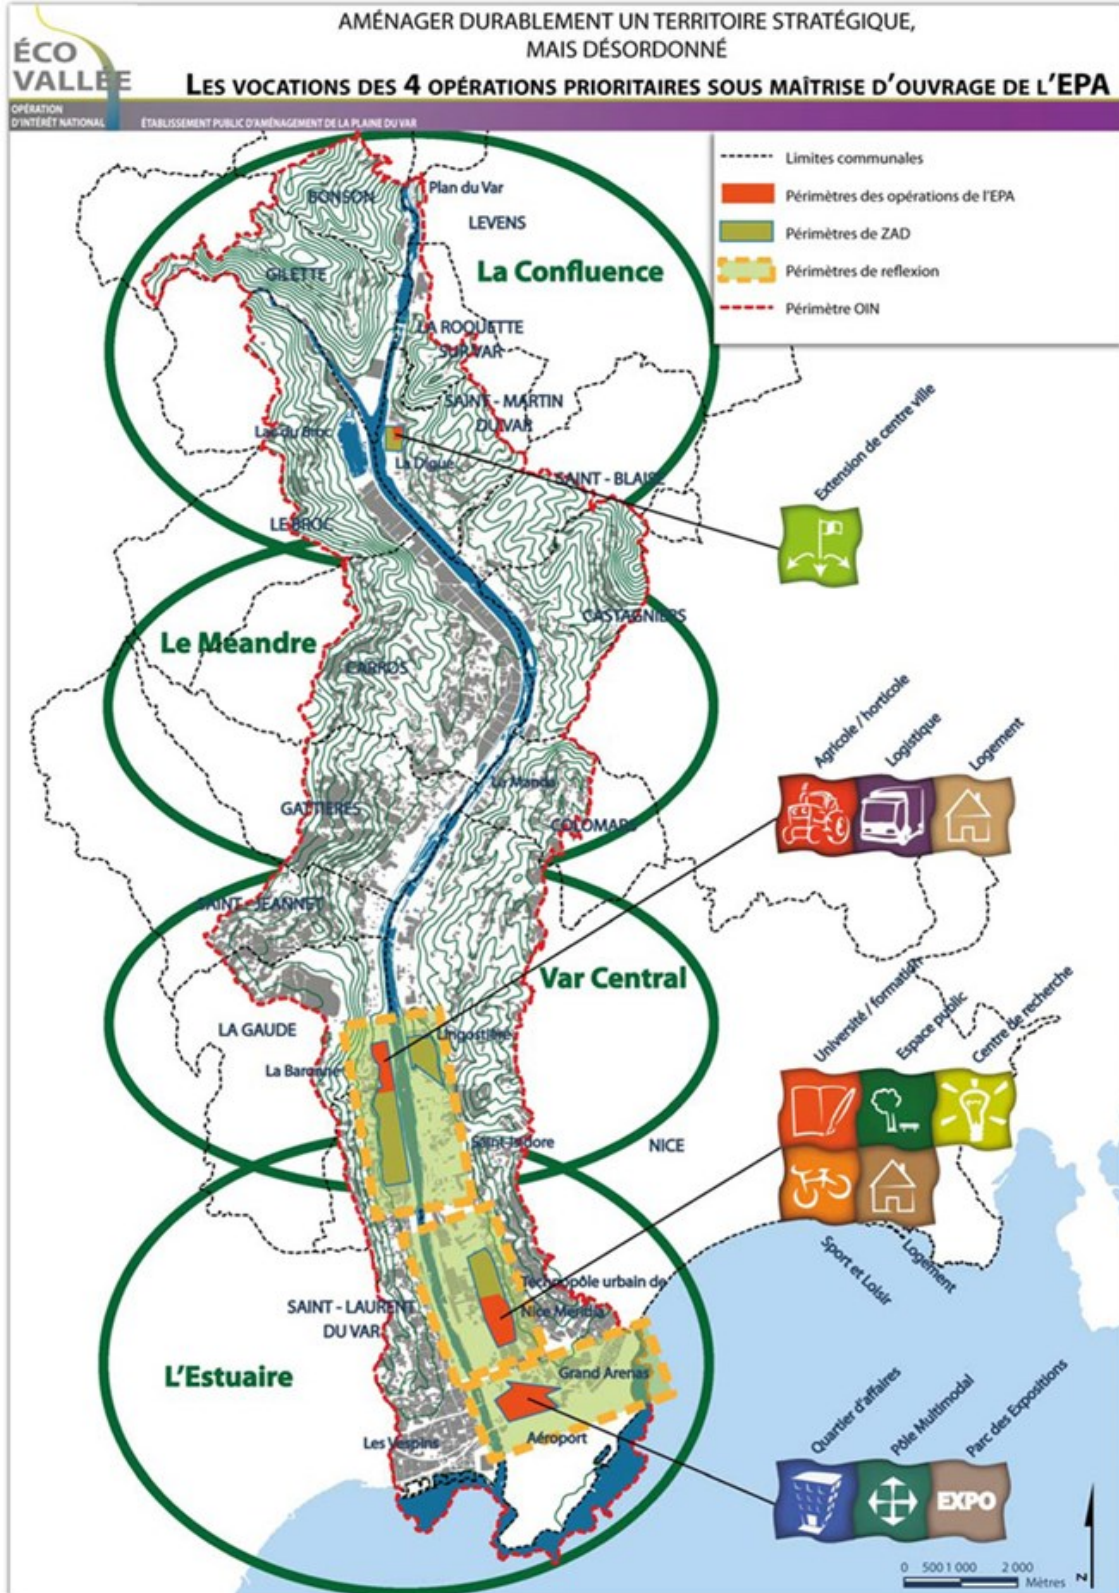 AMÉNAGER DURABLEMENT UN TERRITOIRE STRATÉGIQUE,
MAIS DÉSORDONNÉ
LES VOCATIONS DES 4 OPÉRATIONS PRIORITAIRES SOUS MAÎTRISE D'OUVRAGE DE L'EPA
ÉCO
VALLÉE
OPÉRATION
D'INTÉRÊT NATIONAL
ÉTABLISSEMENT PUBLIC D'AMÉNAGEMENT DE LA PLAINE DU VAR
Limites communales
Périmètres des opérations de l'EPA
Périmètres de ZAD
Périmètres de reflexion
Périmètre OIN
BONSON
Plan du Var
LEVENS
GILETTE
La Confluence
LA ROQUETTE
SUR VAR
SAINT - MARTIN
DU VAR
Lac du Broc
La Digue
SAINT - BLAISE
LE BROC
Extension de centre ville
CASTAGNIERS
Le Méandre
CARROS
Agricole / horticole
Logistique
Logement
La Manda
GATTIERES
COLOMARS
SAINT - JEANNET
Var Central
LA GAUDE
Lingostière
La Baronne
Saint-Isidore
NICE
Université / formation
Espace public
Centre de recherche
Sport et Loisir
Logement
Technopôle urbain de
Nice Méridia
SAINT - LAURENT
DU VAR
L'Estuaire
Grand Arenas
Les Vespins
Aéroport
Quartier d'affaires
Pôle Multimodal
Parc des Expositions
EXPO
0 500 1 000 2 000
Mètres
N